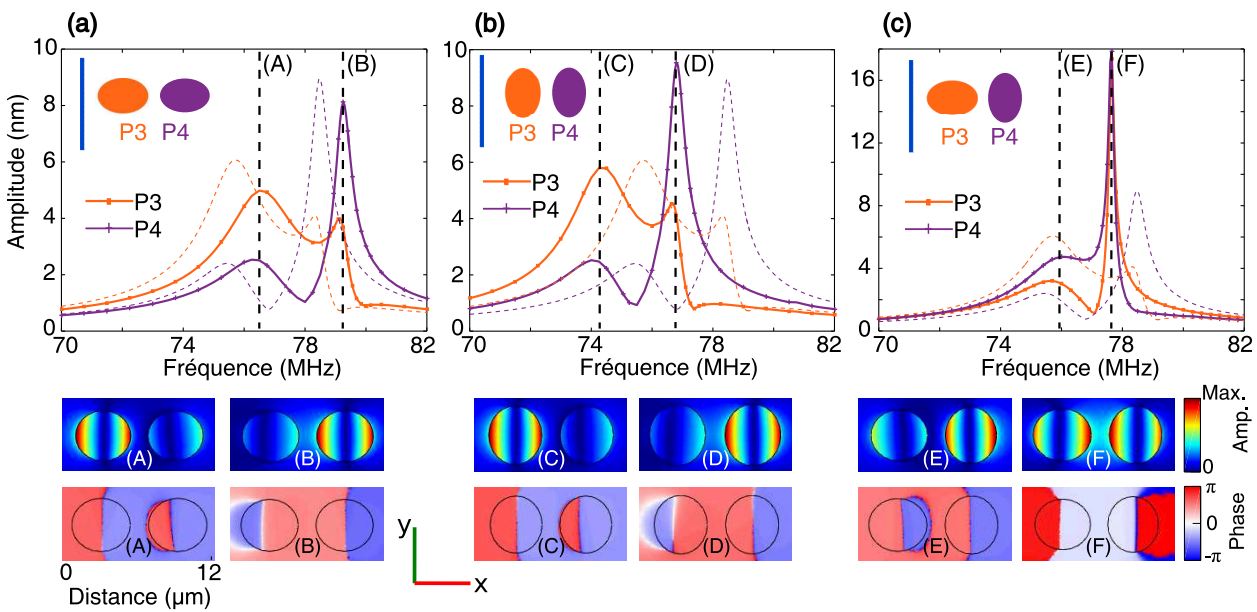 (a)
10
8
6
4
2
0
Amplitude (nm)
(A)
(B)
P3 P4
P3
P4
70 74 78 82
Fréquence (MHz)
(b)
10
8
6
4
2
0
(C)
(D)
P3 P4
P3
P4
70 74 78 82
Fréquence (MHz)
(c)
16
12
8
4
0
(E)
(F)
P3 P4
P3
P4
70 74 78 82
Fréquence (MHz)
(A) (B) (C) (D) (E) (F)
Max.
0
Amp.
(A) (B) (C) (D) (E) (F)
π
0
-π
Phase
0 12
Distance (μm)
y
x